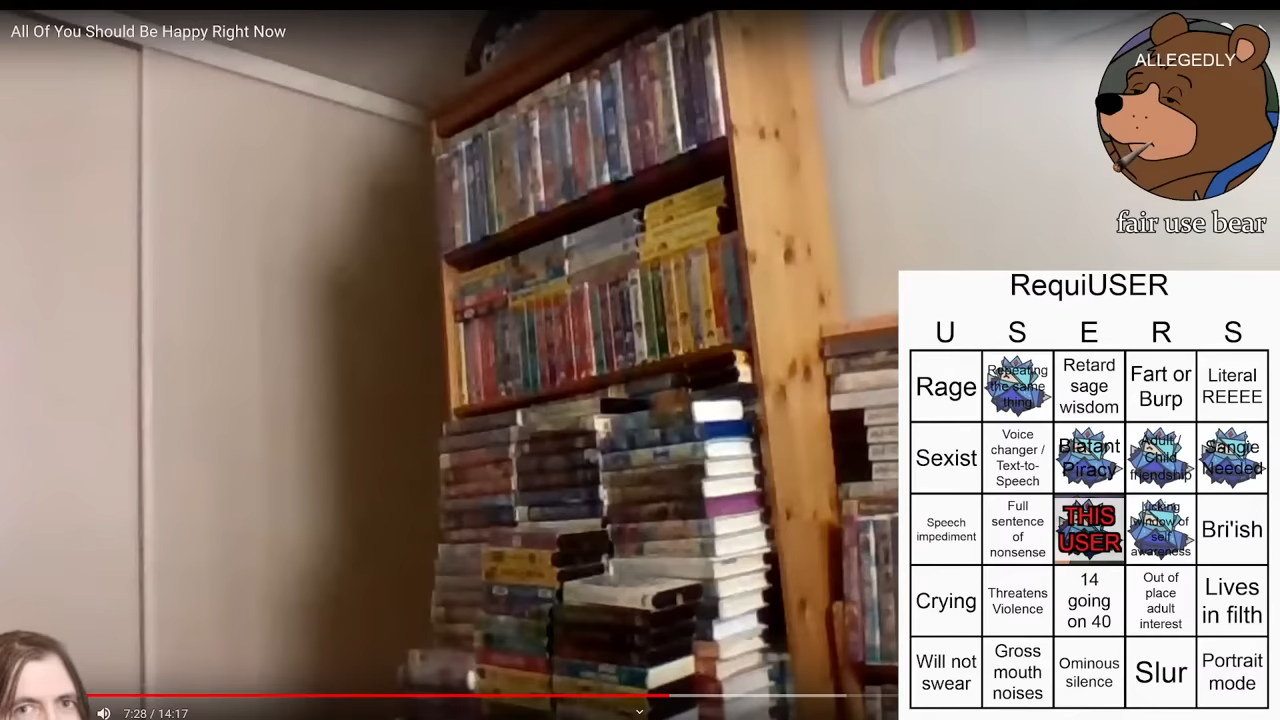 All Of You Should Be Happy Right Now
ALLEGEDLY
fair use bear
RequiUSER
U S E R S
Rage
Repeating
the same
thing
Retard
sage
wisdom
Fart or
Burp
Literal
REEEE
Sexist
Voice
changer /
Text-to-
Speech
Blatant
Piracy
Adult /
Child
friendship
Sangie
Needed
Speech
impediment
Full
sentence
of
nonsense
THIS
USER
window of
self
awareness
Bri'ish
Crying
Threatens
Violence
14
going
on 40
Out of
place
adult
interest
Lives
in filth
Will not
swear
Gross
mouth
noises
Ominous
silence
Slur
Portrait
mode
7:28 / 14:17